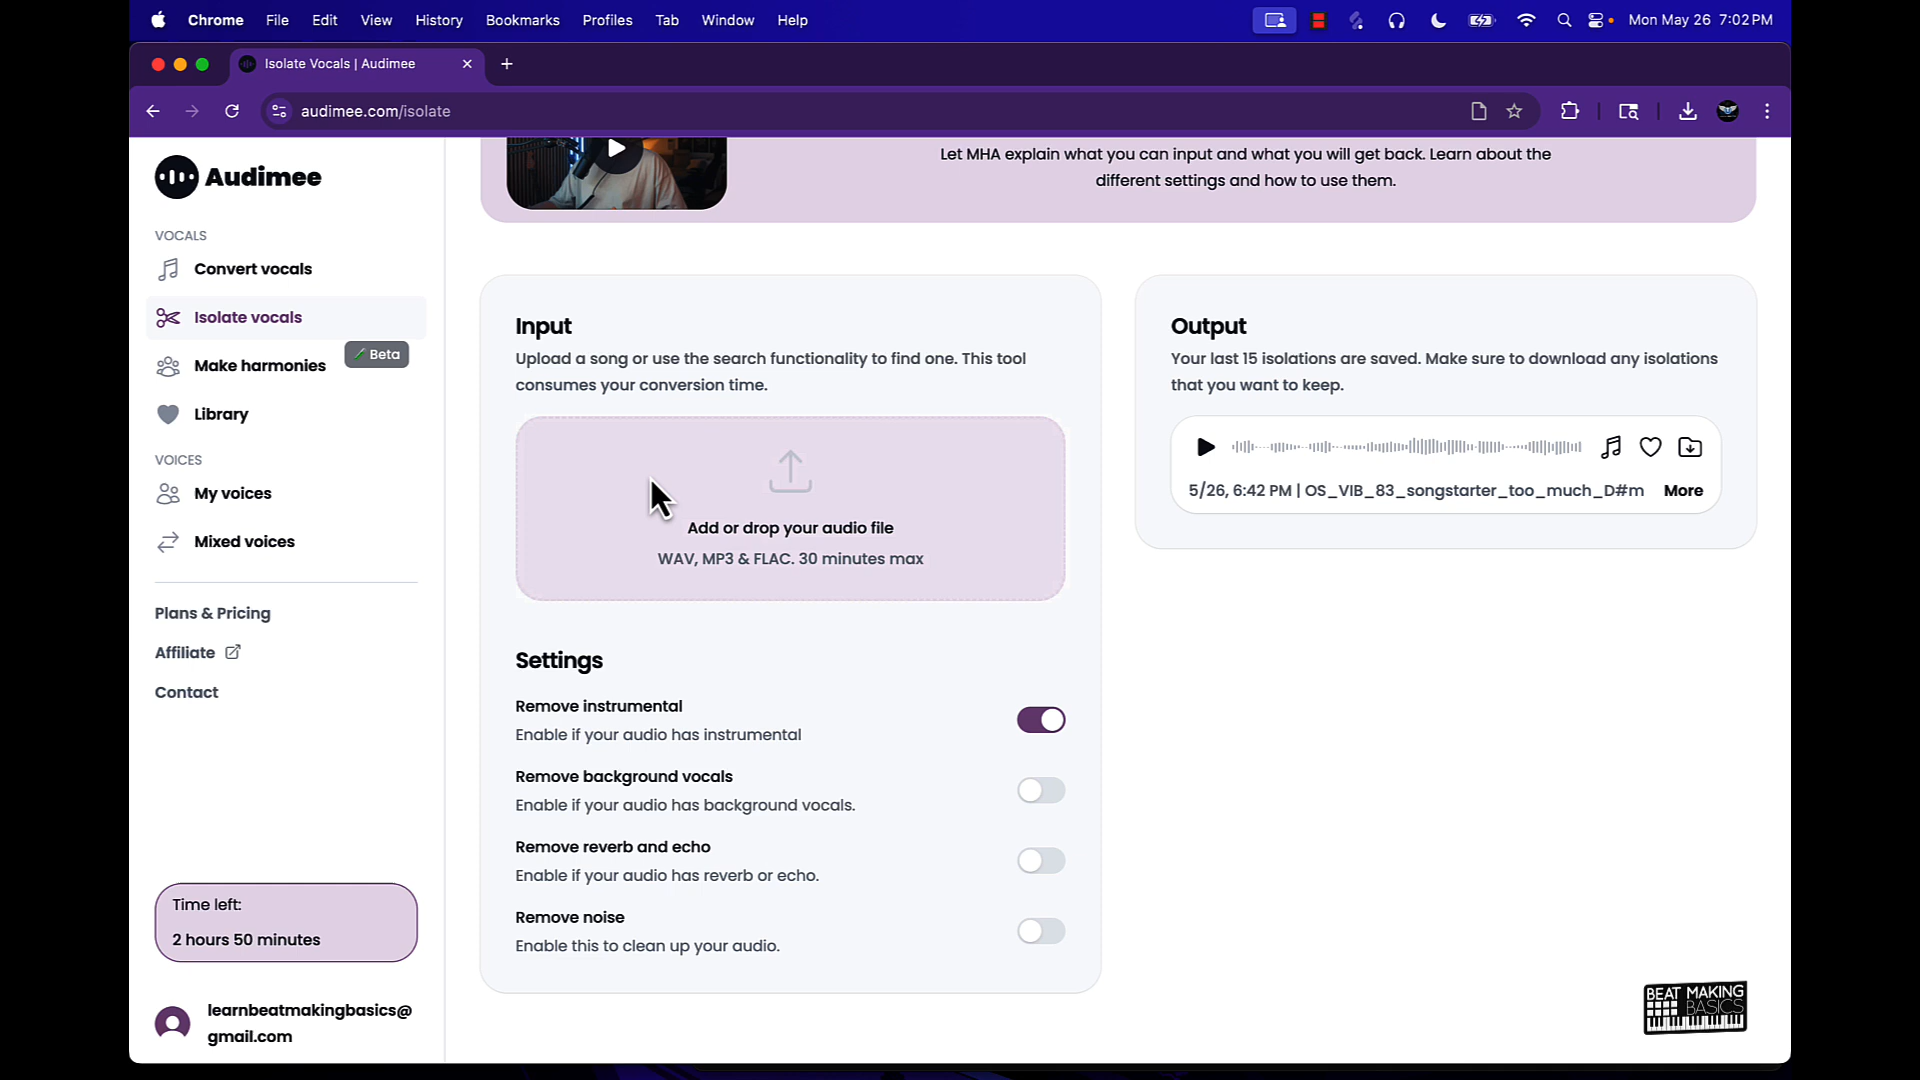 Chrome File Edit View History Bookmarks Profiles Tab Window Help Mon May 26 7:02 PM
Isolate Vocals | Audimee
audimee.com/isolate
Audimee
VOCALS
Convert vocals
Isolate vocals
Make harmonies
Beta
Library
VOICES
My voices
Mixed voices
Plans & Pricing
Affiliate
Contact
Time left:
2 hours 50 minutes
learnbeatmakingbasics@
gmail.com
Let MHA explain what you can input and what you will get back. Learn about the
different settings and how to use them.
Input
Upload a song or use the search functionality to find one. This tool
consumes your conversion time.
Add or drop your audio file
WAV, MP3 & FLAC. 30 minutes max
Settings
Remove instrumental
Enable if your audio has instrumental
Remove background vocals
Enable if your audio has background vocals.
Remove reverb and echo
Enable if your audio has reverb or echo.
Remove noise
Enable this to clean up your audio.
Output
Your last 15 isolations are saved. Make sure to download any isolations
that you want to keep.
5/26, 6:42 PM | OS_VIB_83_songstarter_too_much_D#m More
BEAT MAKING
BASICS